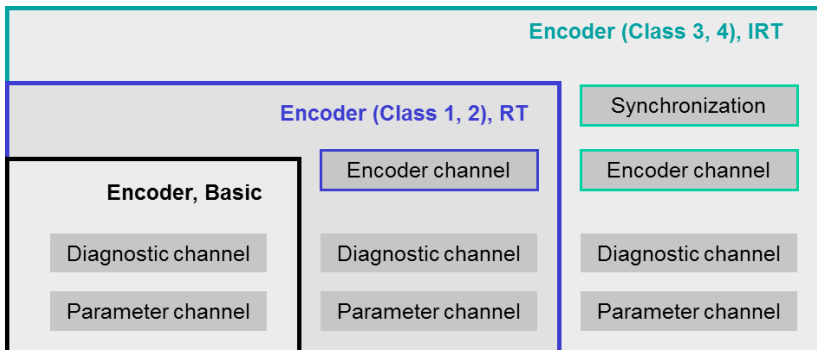 Encoder (Class 3, 4), IRT
Encoder (Class 1, 2), RT
Synchronization
Encoder channel
Encoder channel
Encoder, Basic
Diagnostic channel
Diagnostic channel
Diagnostic channel
Parameter channel
Parameter channel
Parameter channel